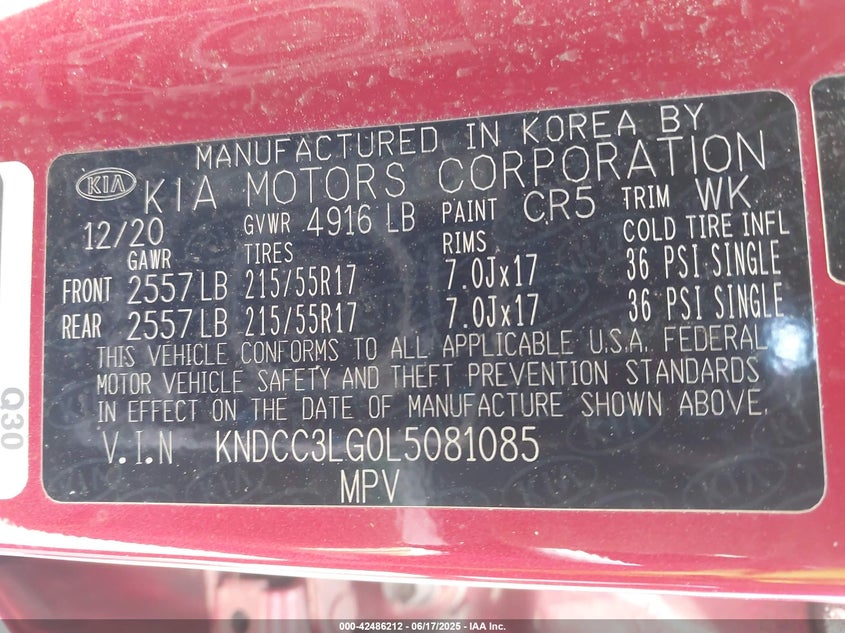 MANUFACTURED IN KOREA BY
KIA KIA MOTORS CORPORATION
12/20 GVWR 4916 LB PAINT CR5 TRIM WK
GAWR TIRES RIMS COLD TIRE INFL
FRONT 2557 LB 215/55R17 7.0Jx17 36 PSI SINGLE
REAR 2557 LB 215/55R17 7.0Jx17 36 PSI SINGLE
THIS VEHICLE CONFORMS TO ALL APPLICABLE U.S.A. FEDERAL
MOTOR VEHICLE SAFETY AND THEFT PREVENTION STANDARDS
IN EFFECT ON THE DATE OF MANUFACTURE SHOWN ABOVE.
V.I.N KNDCC3LG0L5081085
MPV
Q30
000-42486212 - 06/17/2025 - IAA Inc.